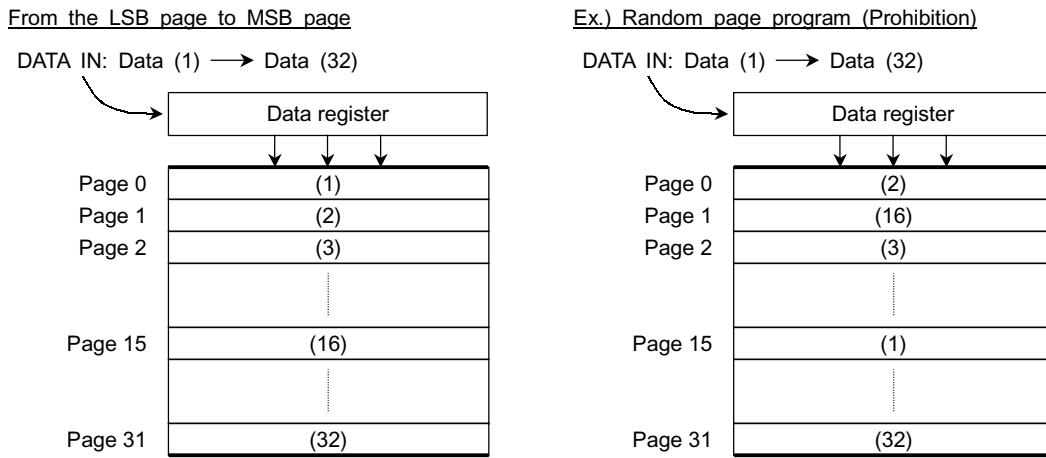 From the LSB page to MSB page
DATA IN: Data (1) → Data (32)
Data register
Page 0 (1)
Page 1 (2)
Page 2 (3)
Page 15 (16)
Page 31 (32)
Ex.) Random page program (Prohibition)
DATA IN: Data (1) → Data (32)
Data register
Page 0 (2)
Page 1 (16)
Page 2 (3)
Page 15 (1)
Page 31 (32)